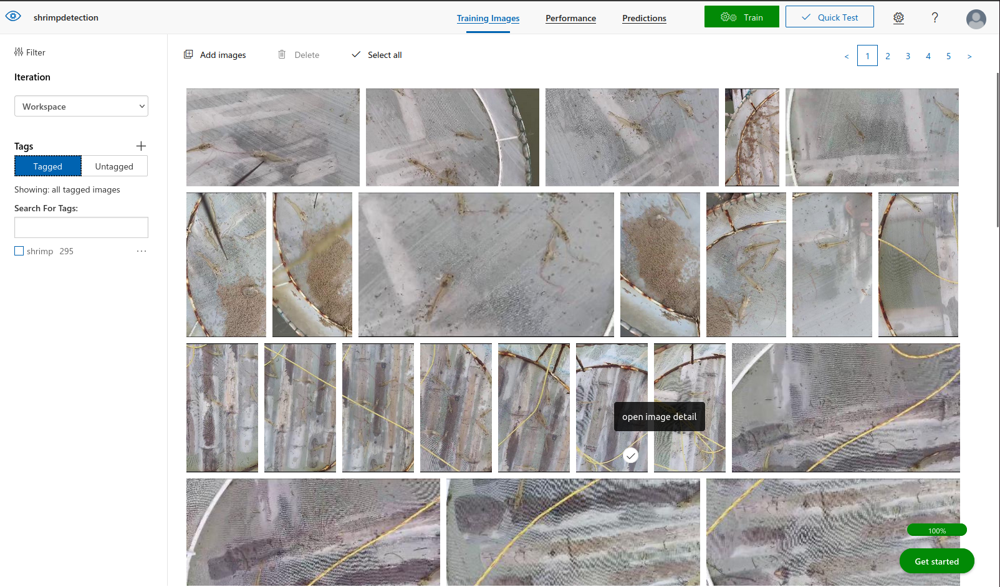 shrimpdetection
Training Images
Performance
Predictions
Train
Quick Test
?
Filter
Add images
Delete
Select all
< 1 2 3 4 5 >
Iteration
Workspace
Tags
Tagged
Untagged
Showing: all tagged images
Search For Tags:
shrimp 295 ...
open image detail
100%
Get started